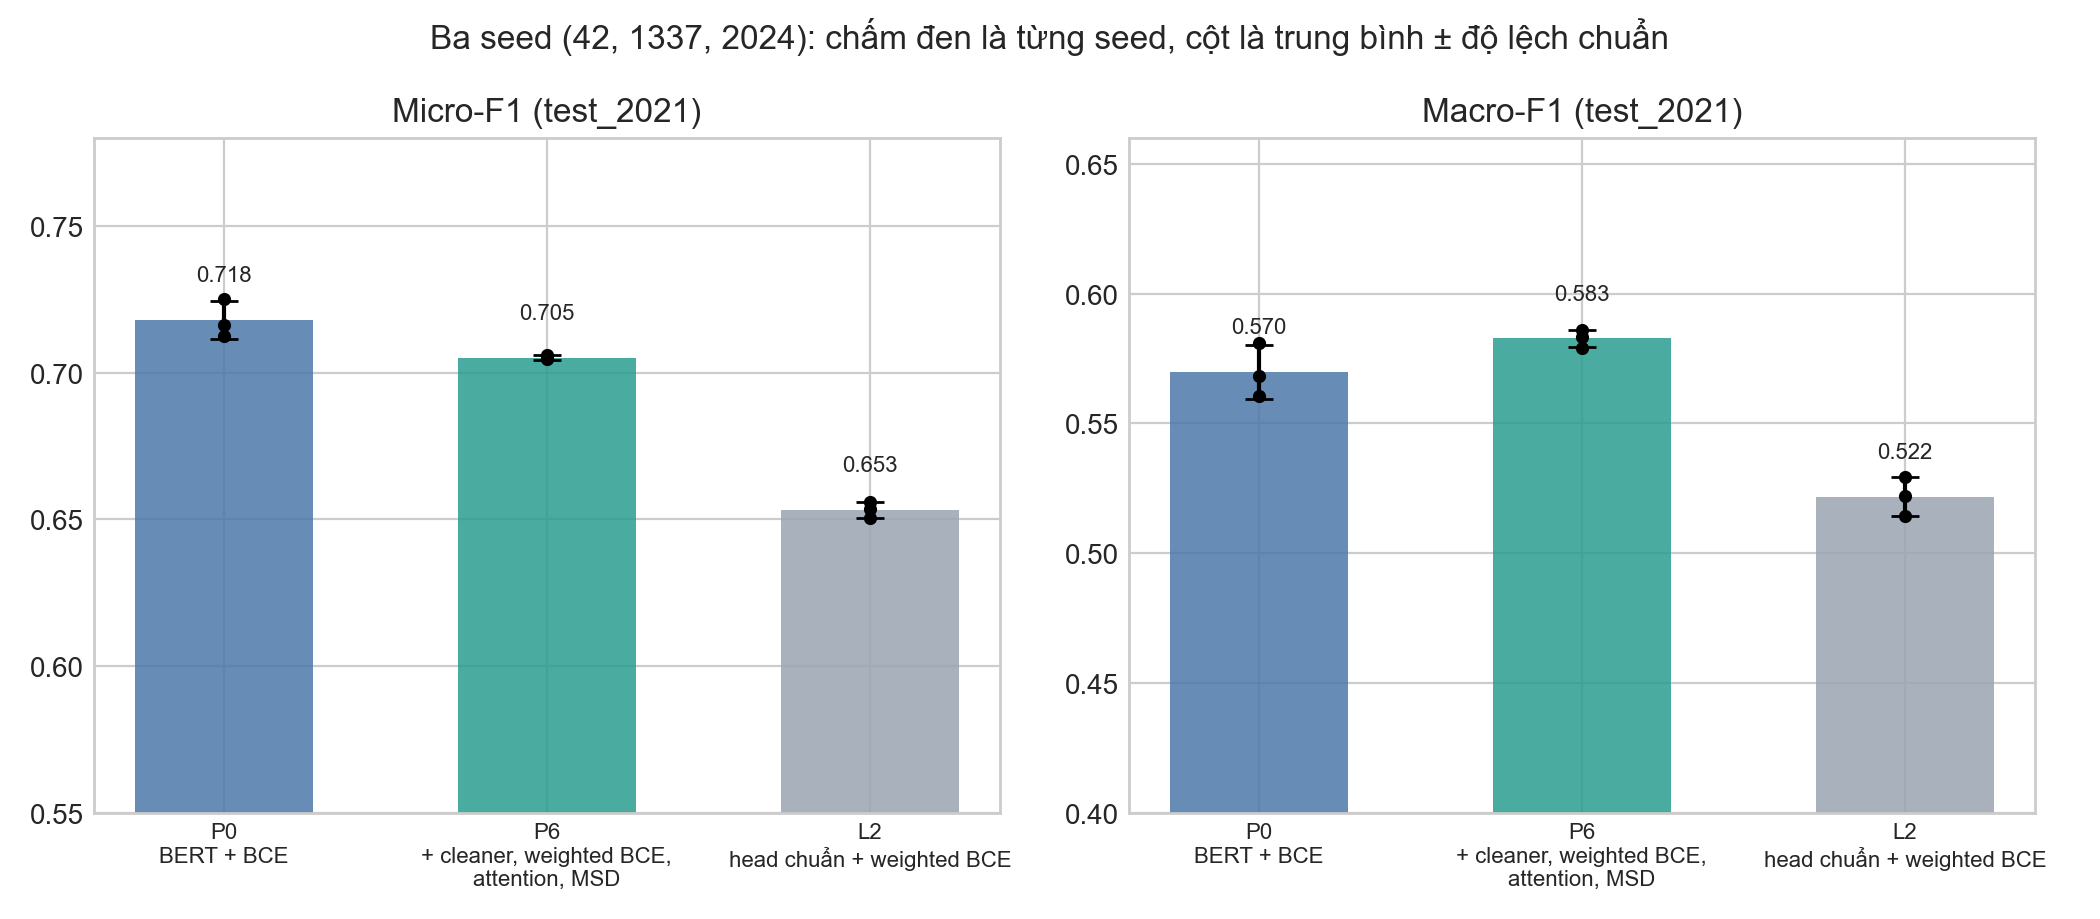 Ba seed (42, 1337, 2024): chấm đen là từng seed, cột là trung bình ± độ lệch chuẩn
Micro-F1 (test_2021)
0.75
0.70
0.65
0.60
0.55
0.718
0.705
0.653
P0
BERT + BCE
P6
+ cleaner, weighted BCE,
attention, MSD
L2
head chuẩn + weighted BCE
Macro-F1 (test_2021)
0.65
0.60
0.55
0.50
0.45
0.40
0.570
0.583
0.522
P0
BERT + BCE
P6
+ cleaner, weighted BCE,
attention, MSD
L2
head chuẩn + weighted BCE